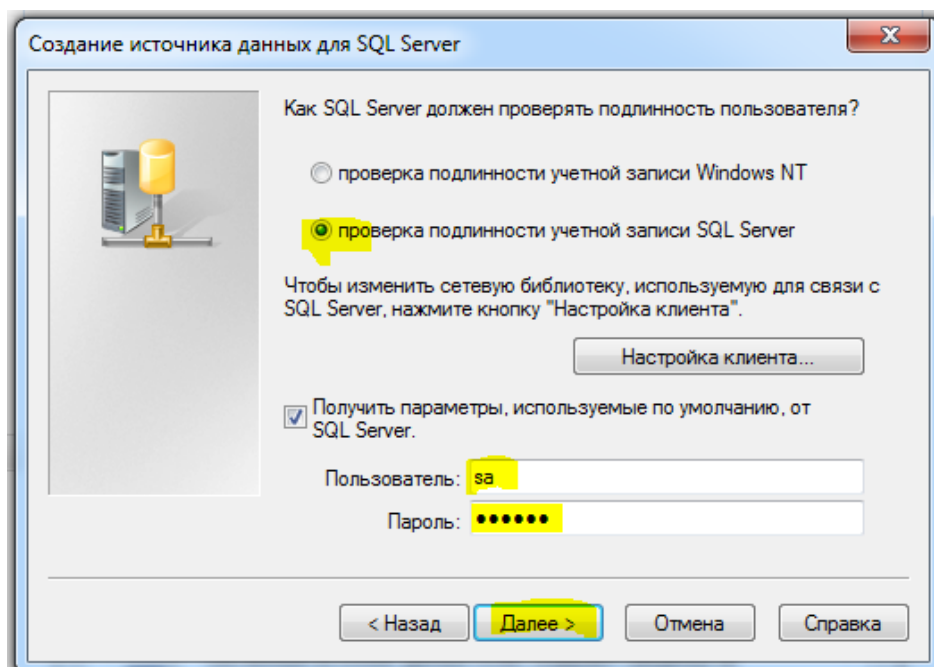 Создание источника данных для SQL Server
Как SQL Server должен проверять подлинность пользователя?
проверка подлинности учетной записи Windows NT
проверка подлинности учетной записи SQL Server
Чтобы изменить сетевую библиотеку, используемую для связи с
SQL Server, нажмите кнопку "Настройка клиента".
Настройка клиента...
Получить параметры, используемые по умолчанию, от
SQL Server.
Пользователь: sa
Пароль: ●●●●●●
< Назад Далее > Отмена Справка